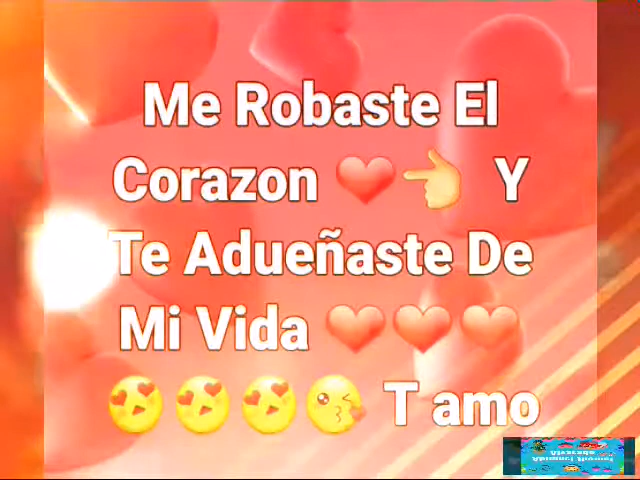 Me Robaste El
Corazon ❤👈 Y
Te Adueñaste De
Mi Vida ❤❤❤
😍😍😍😘 T amo